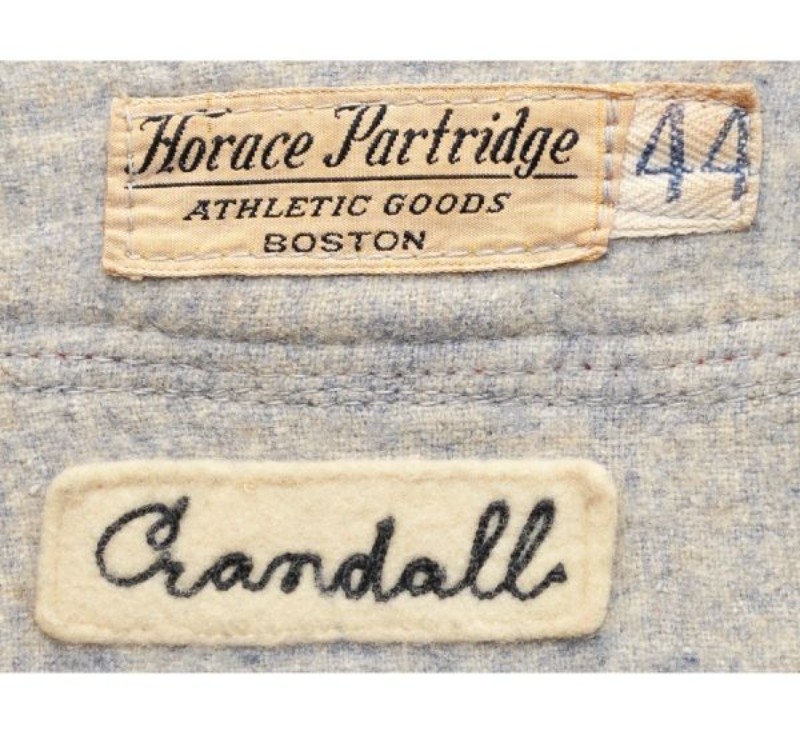 Horace Partridge 44
ATHLETIC GOODS
BOSTON
Crandall